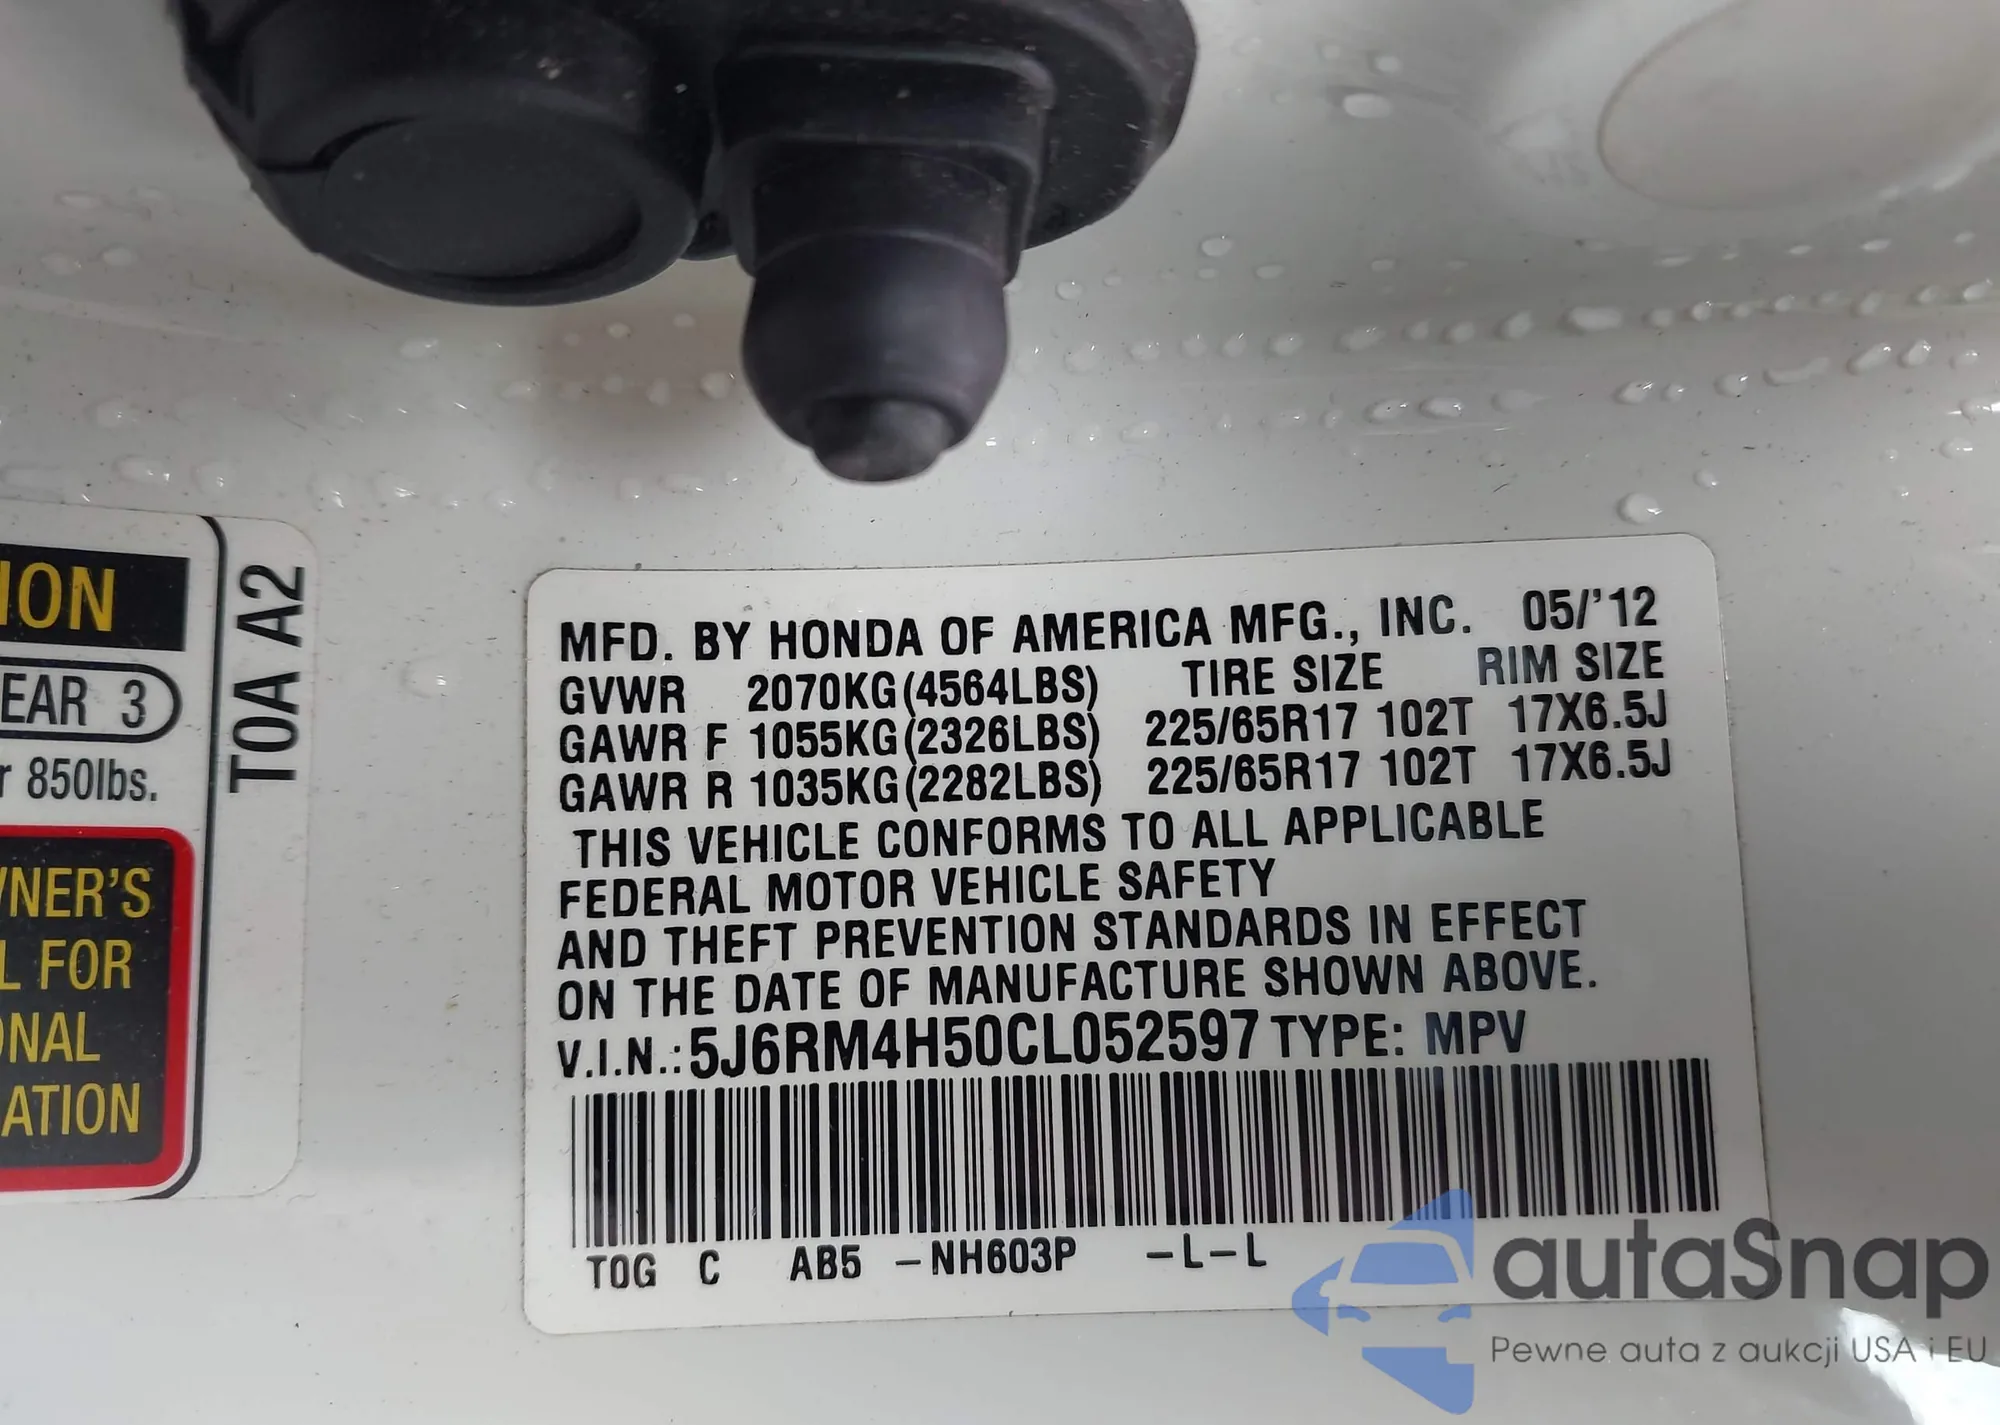 ION
EAR 3
r 850lbs.
NER'S
L FOR
ONAL
ATION
T0A A2
MFD. BY HONDA OF AMERICA MFG., INC. 05/'12
GVWR 2070KG(4564LBS) TIRE SIZE RIM SIZE
GAWR F 1055KG(2326LBS) 225/65R17 102T 17X6.5J
GAWR R 1035KG(2282LBS) 225/65R17 102T 17X6.5J
THIS VEHICLE CONFORMS TO ALL APPLICABLE
FEDERAL MOTOR VEHICLE SAFETY
AND THEFT PREVENTION STANDARDS IN EFFECT
ON THE DATE OF MANUFACTURE SHOWN ABOVE.
V.I.N.:5J6RM4H50CL052597 TYPE: MPV
T0G C AB5 -NH603P -L-L
autaSnap
Pewne auta z aukcji USA i EU